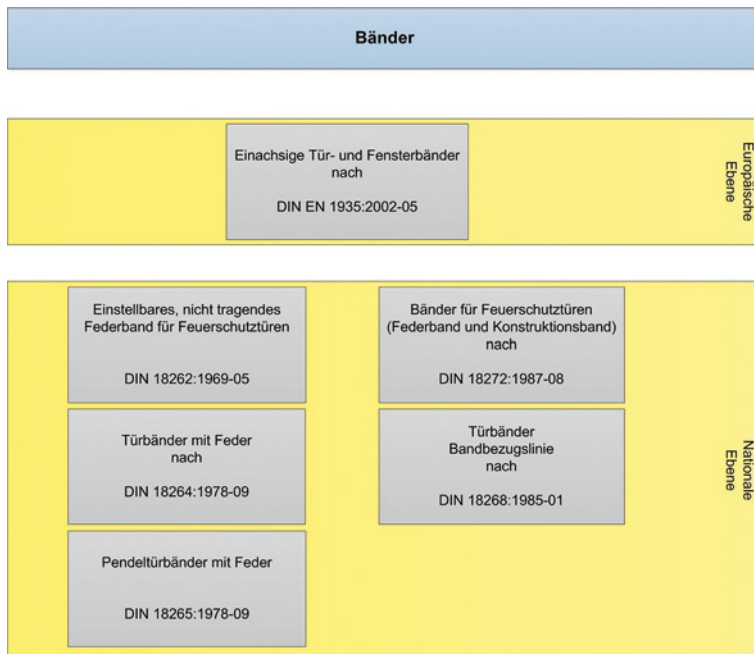 Bänder
Einachsige Tür- und Fensterbänder
nach
DIN EN 1935:2002-05
Europäische
Ebene
Einstellbares, nicht tragendes
Federband für Feuerschutztüren
DIN 18262:1969-05
Bänder für Feuerschutztüren
(Federband und Konstruktionsband)
nach
DIN 18272:1987-08
Türbänder mit Feder
nach
DIN 18264:1978-09
Türbänder
Bandbezugslinie
nach
DIN 18268:1985-01
Pendeltürbänder mit Feder
DIN 18265:1978-09
Nationale
Ebene